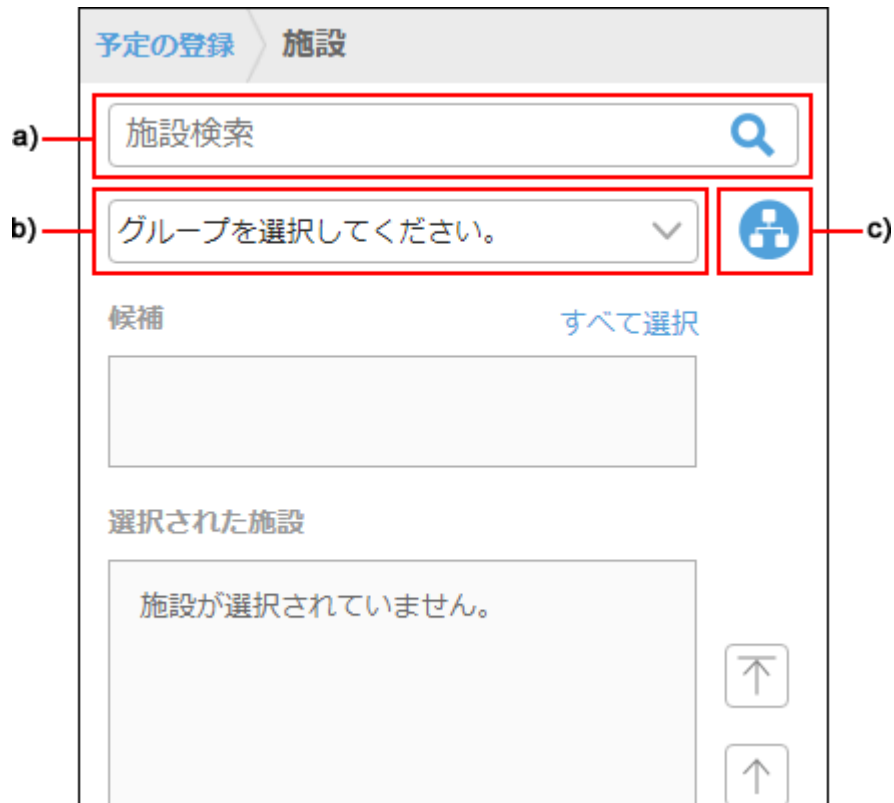 予定の登録 施設
a) 施設検索
b) グループを選択してください。 c)
候補 すべて選択
選択された施設
施設が選択されていません。